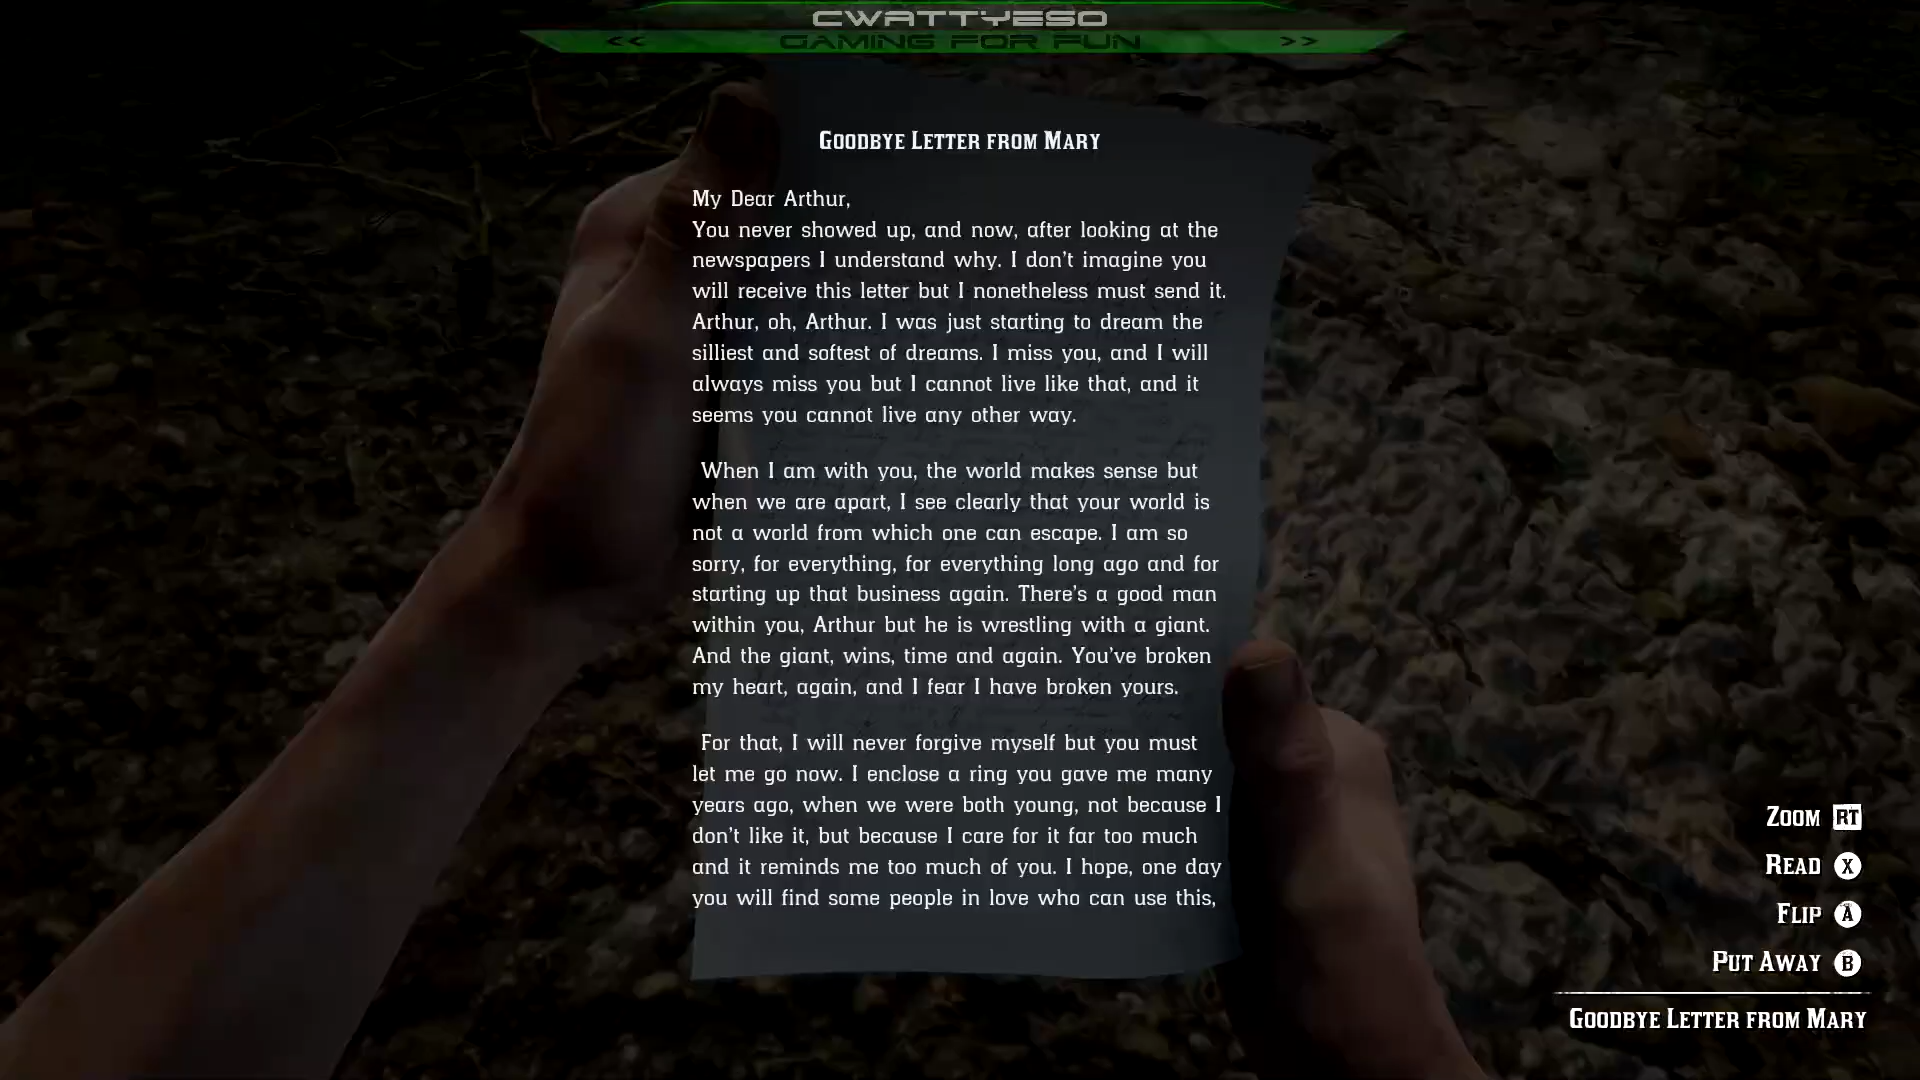 CWATTYESO
<< GAMING FOR FUN >>
GOODBYE LETTER FROM MARY
My Dear Arthur,
You never showed up, and now, after looking at the
newspapers I understand why. I don't imagine you
will receive this letter but I nonetheless must send it.
Arthur, oh, Arthur. I was just starting to dream the
silliest and softest of dreams. I miss you, and I will
always miss you but I cannot live like that, and it
seems you cannot live any other way.
When I am with you, the world makes sense but
when we are apart, I see clearly that your world is
not a world from which one can escape. I am so
sorry, for everything, for everything long ago and for
starting up that business again. There's a good man
within you, Arthur but he is wrestling with a giant.
And the giant, wins, time and again. You've broken
my heart, again, and I fear I have broken yours.
For that, I will never forgive myself but you must
let me go now. I enclose a ring you gave me many
years ago, when we were both young, not because I
don't like it, but because I care for it far too much
and it reminds me too much of you. I hope, one day
you will find some people in love who can use this,
ZOOM RT
READ X
FLIP A
PUT AWAY B
GOODBYE LETTER FROM MARY